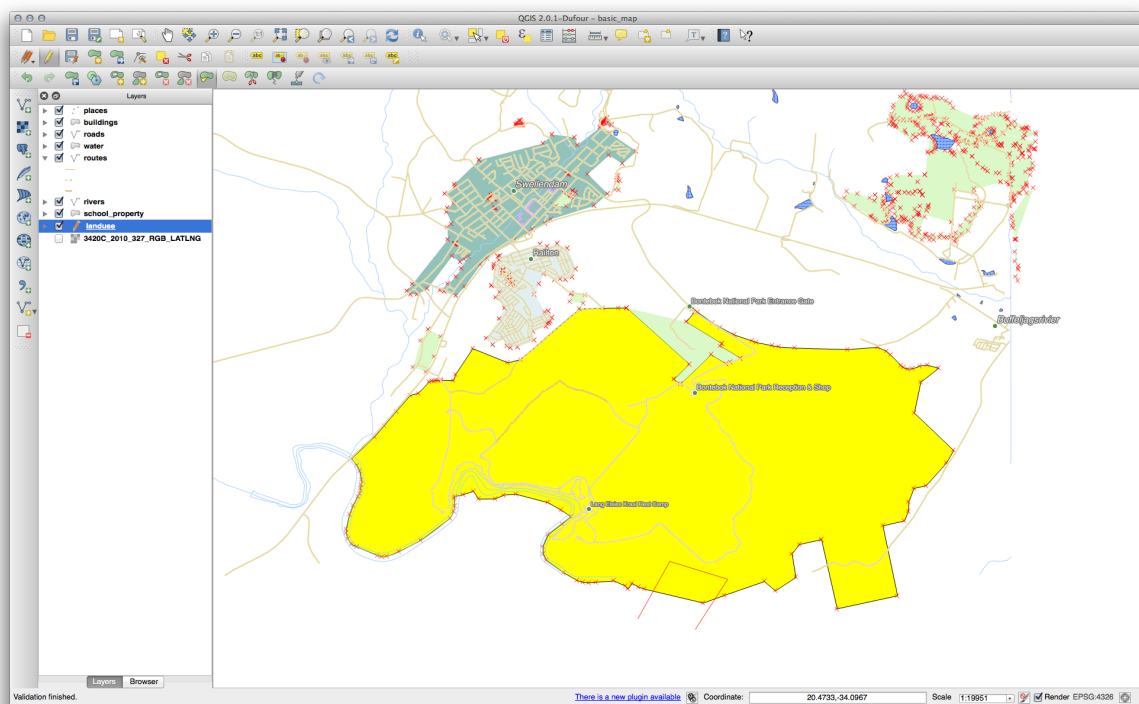 QGIS 2.0.1-Dufour - basic_map
Layers
places
buildings
roads
water
routes
rivers
school_property
landuse
3420C_2010_327_RGB_LATLNG
Swellendam
Railton
Bontebok National Park Entrance Gate
Buffeljagsrivier
Bontebok National Park Reception & Shop
Lang Elsies Kraal Rest Camp
Layers
Browser
Validation finished.
There is a new plugin available
Coordinate:
20.4733,-34.0967
Scale
1:19951
Render
EPSG:4326